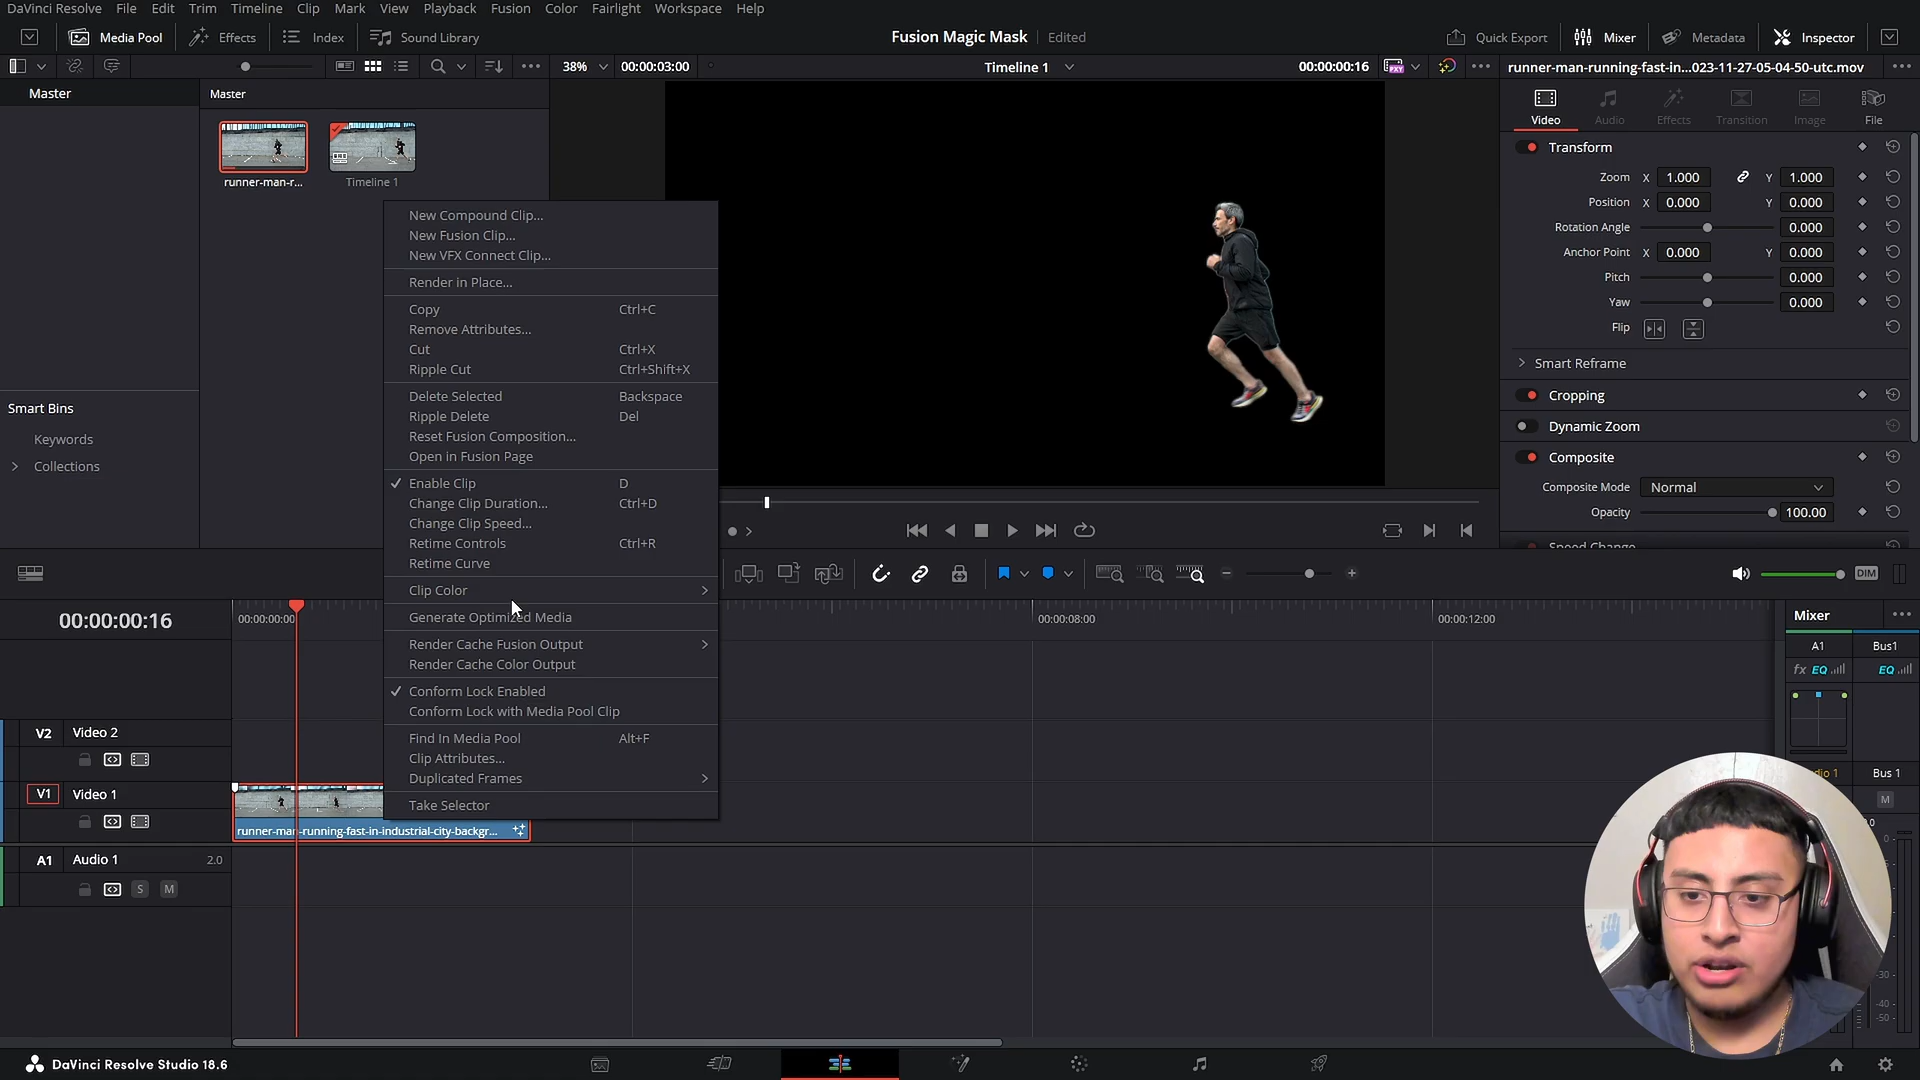 DaVinci Resolve File Edit Trim Timeline Clip Mark View Playback Fusion Color Fairlight Workspace Help
Media Pool Effects Index Sound Library Fusion Magic Mask Edited Quick Export Mixer Metadata Inspector
38% 00:00:03:00 Timeline 1 00:00:00:16 runner-man-running-fast-in...023-11-27-05-04-50-utc.mov
Master
Master
runner-man-r...
Timeline 1
Smart Bins
Keywords
Collections
New Compound Clip...
New Fusion Clip...
New VFX Connect Clip...
Render in Place...
Copy Ctrl+C
Remove Attributes...
Cut Ctrl+X
Ripple Cut Ctrl+Shift+X
Delete Selected Backspace
Ripple Delete Del
Reset Fusion Composition...
Open in Fusion Page
Enable Clip D
Change Clip Duration... Ctrl+D
Change Clip Speed...
Retime Controls Ctrl+R
Retime Curve
Clip Color
Generate Optimized Media
Render Cache Fusion Output
Render Cache Color Output
Conform Lock Enabled
Conform Lock with Media Pool Clip
Find In Media Pool Alt+F
Clip Attributes...
Duplicated Frames
Take Selector
Video Audio Effects Transition Image File
Transform
Zoom X 1.000 Y 1.000
Position X 0.000 Y 0.000
Rotation Angle 0.000
Anchor Point X 0.000 Y 0.000
Pitch 0.000
Yaw 0.000
Flip
Smart Reframe
Cropping
Dynamic Zoom
Composite
Composite Mode Normal
Opacity 100.00
Speed Change
DIM
00:00:00:16
00:00:00:00 00:00:08:00 00:00:12:00
V2 Video 2
V1 Video 1
runner-man-running-fast-in-industrial-city-backgr...
A1 Audio 1 2.0
S M
Mixer
A1 Bus1
fx EQ EQ
Bus 1
M
-30
-40
-50
DaVinci Resolve Studio 18.6